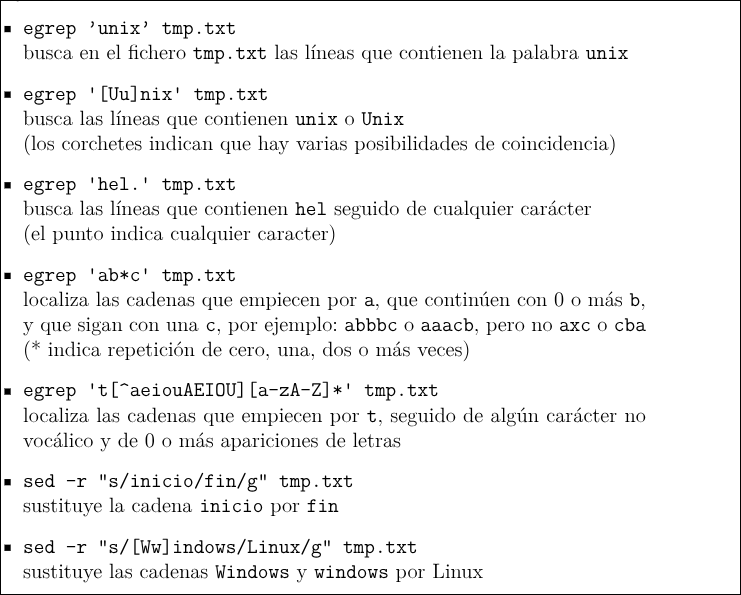 ▪ egrep ’unix’ tmp.txt
busca en el fichero tmp.txt las líneas que contienen la palabra unix
▪ egrep '[Uu]nix' tmp.txt
busca las líneas que contienen unix o Unix
(los corchetes indican que hay varias posibilidades de coincidencia)
▪ egrep 'hel.' tmp.txt
busca las líneas que contienen hel seguido de cualquier carácter
(el punto indica cualquier caracter)
▪ egrep 'ab*c' tmp.txt
localiza las cadenas que empiecen por a, que continúen con 0 o más b,
y que sigan con una c, por ejemplo: abbbc o aaacb, pero no axc o cba
(* indica repetición de cero, una, dos o más veces)
▪ egrep 't[^aeiouAEIOU][a-zA-Z]*' tmp.txt
localiza las cadenas que empiecen por t, seguido de algún carácter no
vocálico y de 0 o más apariciones de letras
▪ sed -r "s/inicio/fin/g" tmp.txt
sustituye la cadena inicio por fin
▪ sed -r "s/[Ww]indows/Linux/g" tmp.txt
sustituye las cadenas Windows y windows por Linux